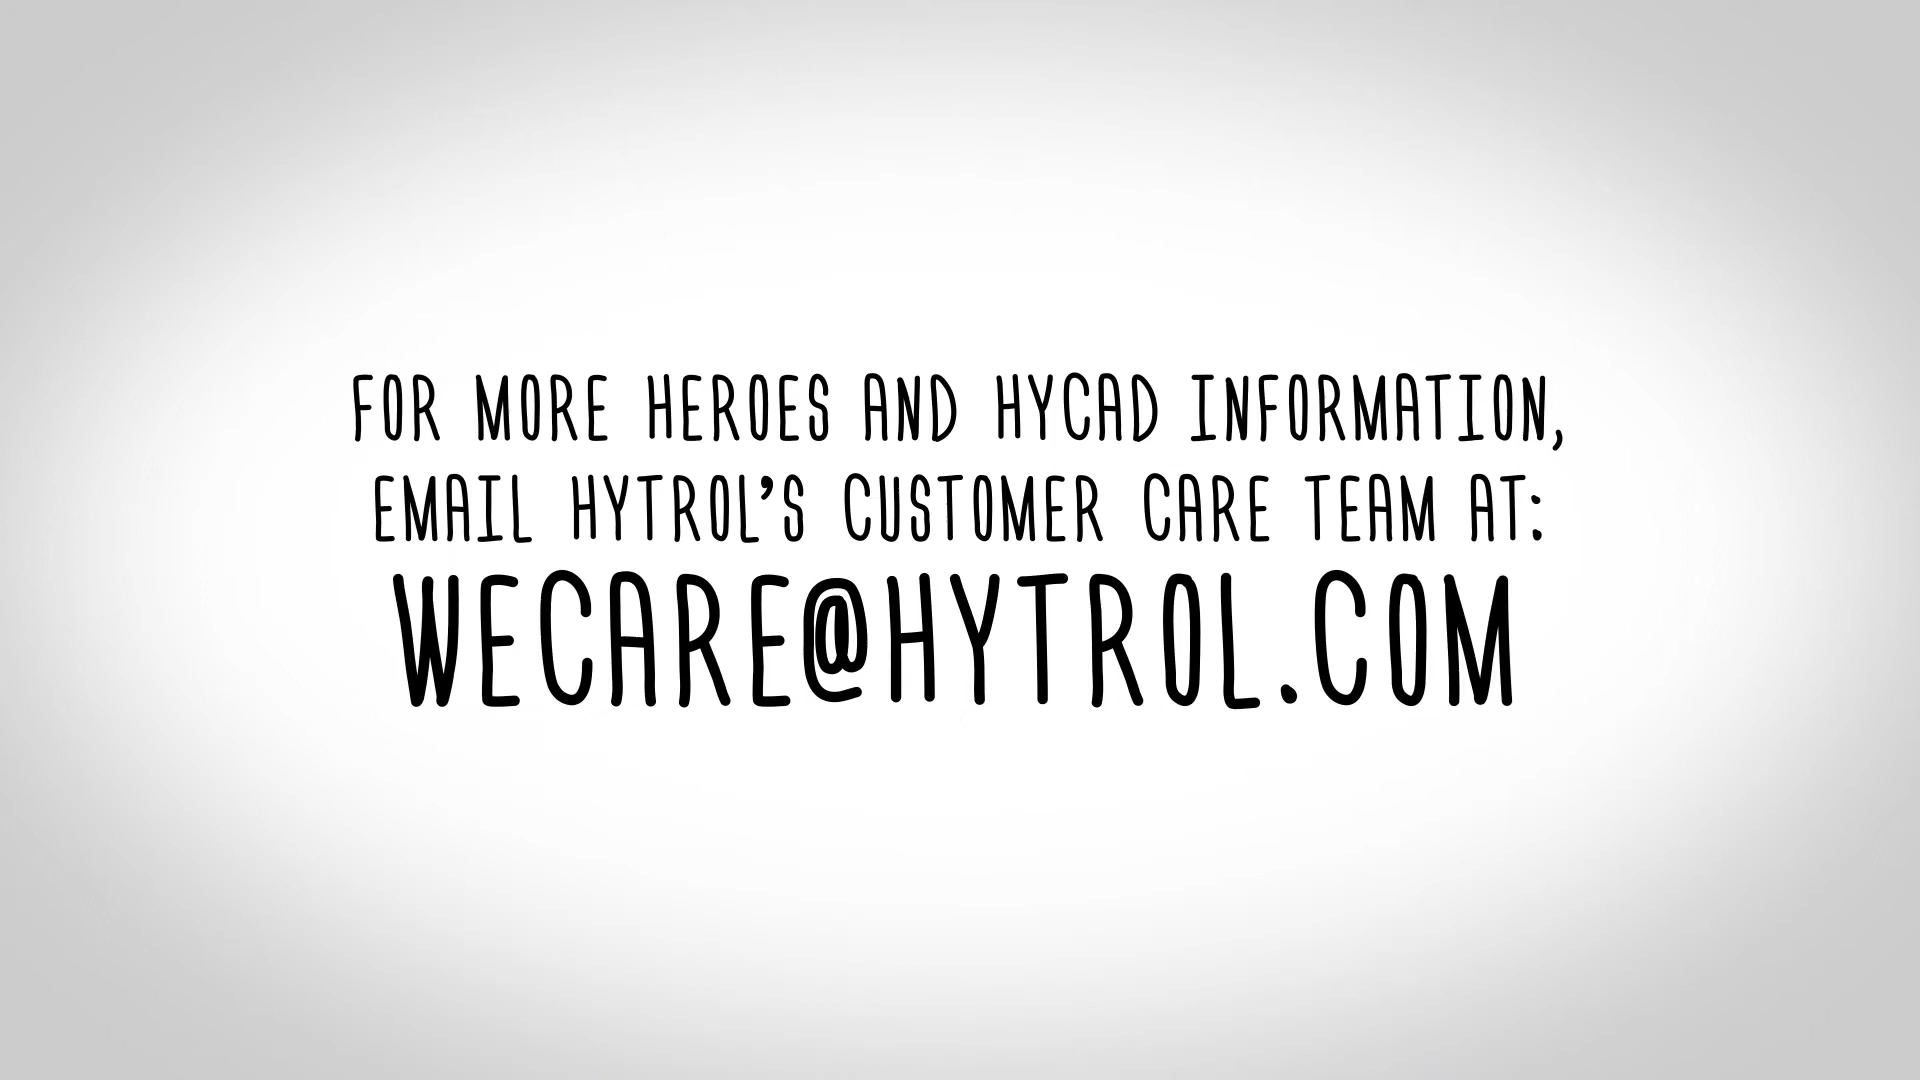 FOR MORE HEROES AND HYCAD INFORMATION,
EMAIL HYTROL’S CUSTOMER CARE TEAM AT:
WECARE@HYTROL.COM